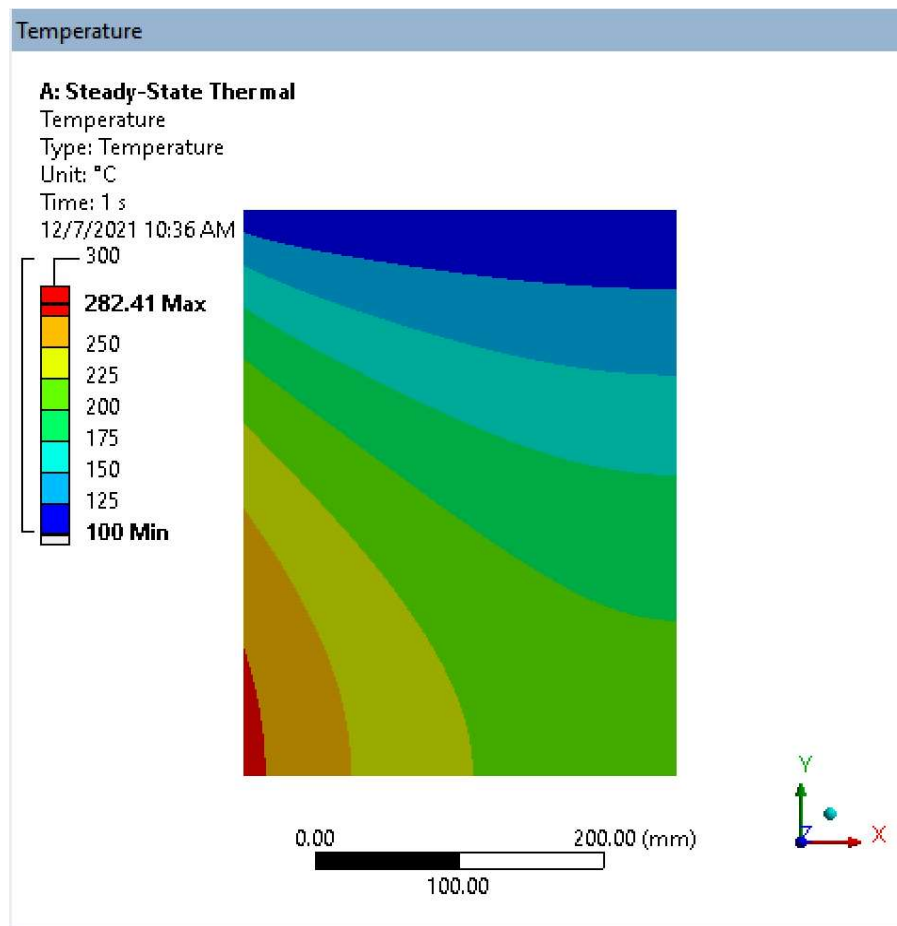 Temperature
A: Steady-State Thermal
Temperature
Type: Temperature
Unit: °C
Time: 1 s
12/7/2021 10:36 AM
300
282.41 Max
250
225
200
175
150
125
100 Min
0.00 200.00 (mm)
100.00
Y
Z X